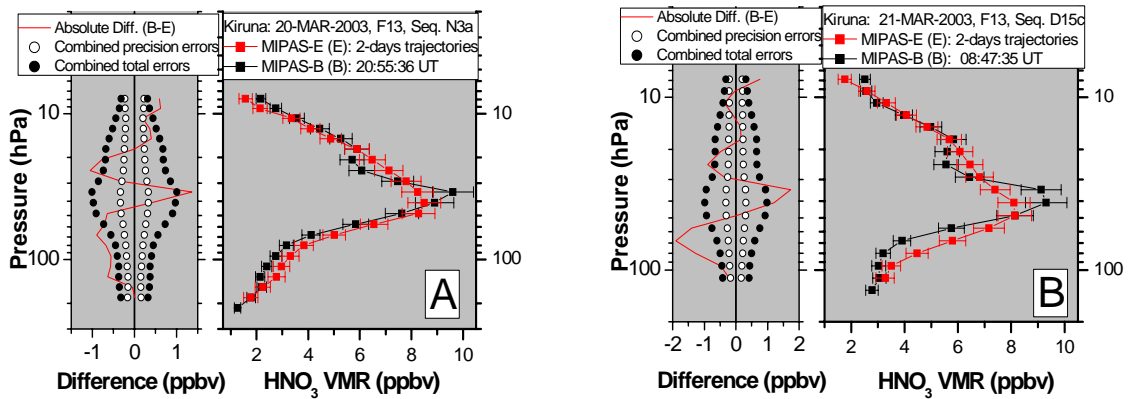 Absolute Diff. (B-E)
Combined precision errors
Combined total errors
Kiruna: 20-MAR-2003, F13, Seq. N3a
MIPAS-E (E): 2-days trajectories
MIPAS-B (B): 20:55:36 UT
Pressure (hPa)
10
100
10
100
A
-1 0 1
2 4 6 8 10
Difference (ppbv)
HNO3 VMR (ppbv)
Absolute Diff. (B-E)
Combined precision errors
Combined total errors
Kiruna: 21-MAR-2003, F13, Seq. D15c
MIPAS-E (E): 2-days trajectories
MIPAS-B (B): 08:47:35 UT
Pressure (hPa)
10
100
10
100
B
-2 -1 0 1 2
2 4 6 8 10
Difference (ppbv)
HNO3 VMR (ppbv)